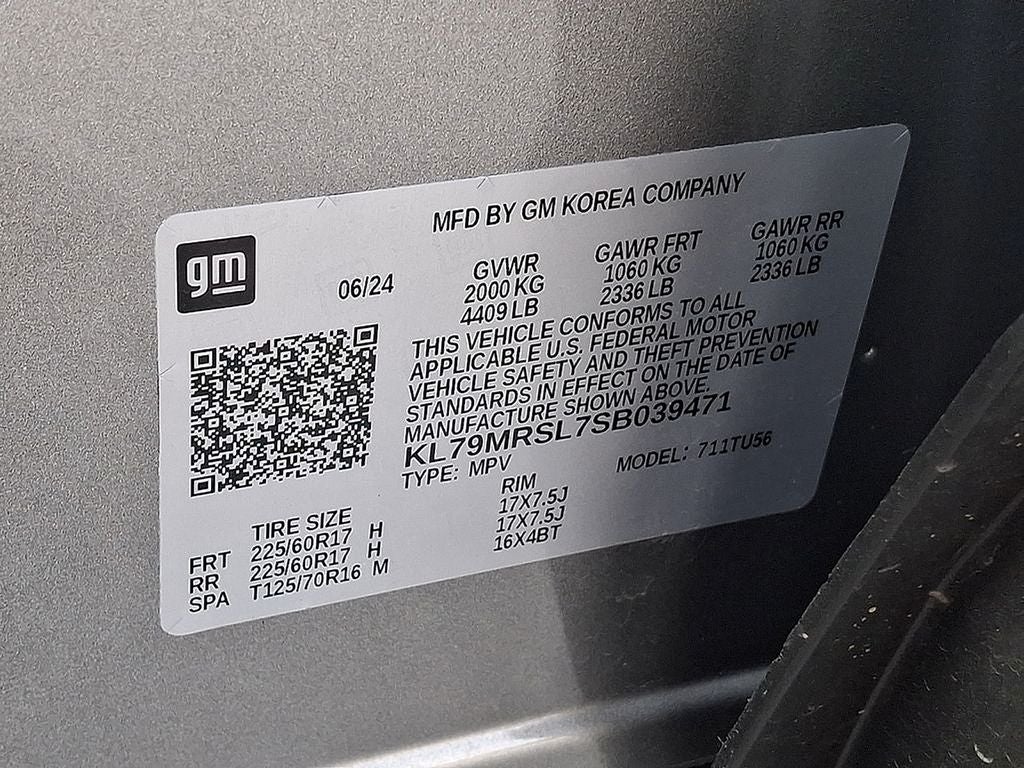 MFD BY GM KOREA COMPANY
gm
06/24
GVWR GAWR FRT GAWR RR
2000 KG 1060 KG 1060 KG
4409 LB 2336 LB 2336 LB
THIS VEHICLE CONFORMS TO ALL
APPLICABLE U.S. FEDERAL MOTOR
VEHICLE SAFETY AND THEFT PREVENTION
STANDARDS IN EFFECT ON THE DATE OF
MANUFACTURE SHOWN ABOVE.
KL79MRSL7SB039471
TYPE: MPV MODEL: 711TU56
TIRE SIZE RIM
FRT 225/60R17 H 17X7.5J
RR 225/60R17 H 17X7.5J
SPA T125/70R16 M 16X4BT